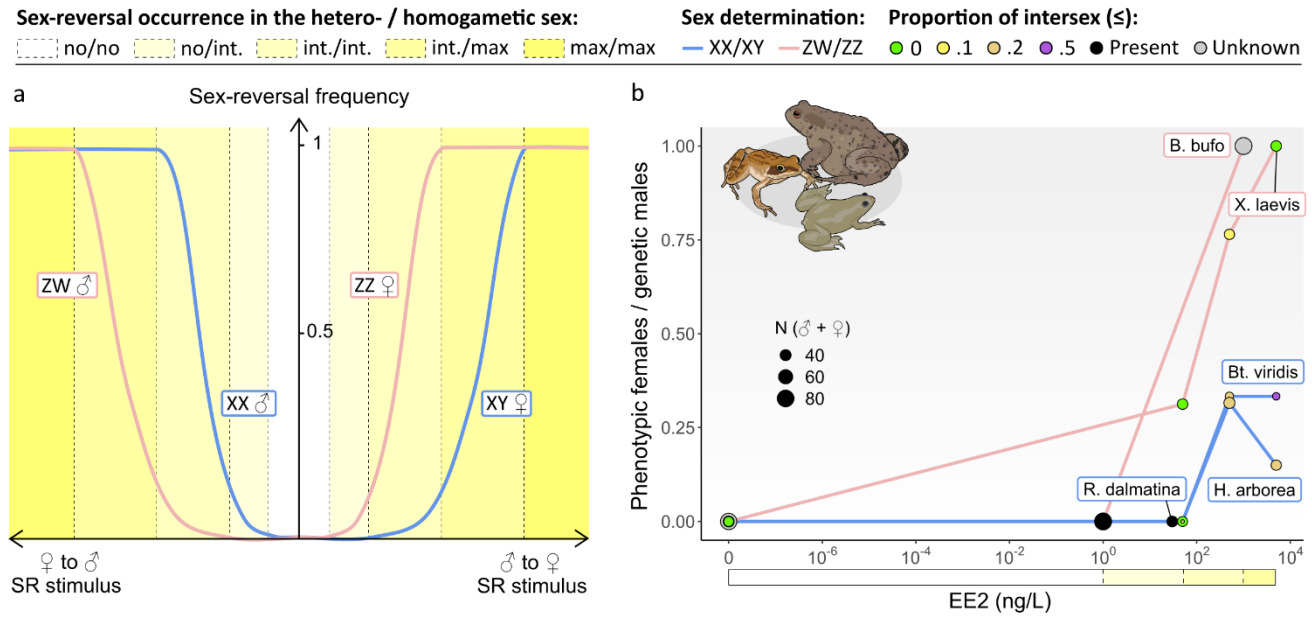 Sex-reversal occurrence in the hetero- / homogametic sex:
no/no no/int. int./int. int./max max/max
Sex determination:
XX/XY ZW/ZZ
Proportion of intersex (≤):
0 .1 .2 .5 Present Unknown
a
Sex-reversal frequency
1
0.5
ZW ♂
XX ♂
ZZ ♀
XY ♀
♀ to ♂
SR stimulus
♂ to ♀
SR stimulus
b
Phenotypic females / genetic males
1.00
0.75
0.50
0.25
0.00
B. bufo
X. laevis
N (♂ + ♀)
40
60
80
Bt. viridis
R. dalmatina
H. arborea
0 10⁻⁶ 10⁻⁴ 10⁻² 10⁰ 10² 10⁴
EE2 (ng/L)